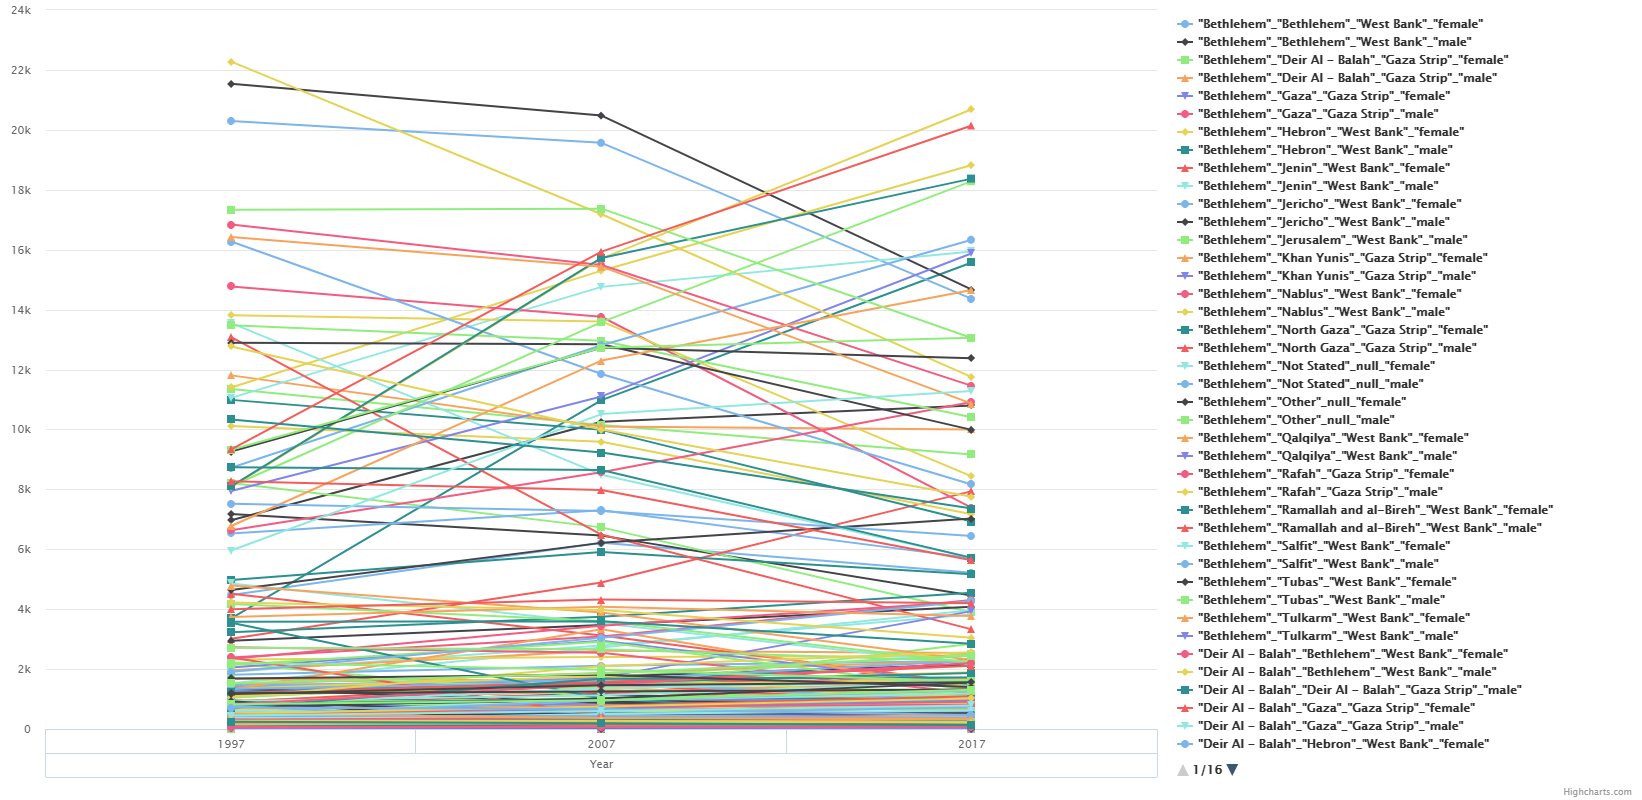 24k
22k
20k
18k
16k
14k
12k
10k
8k
6k
4k
2k
0
1997 2007 2017
Year
"Bethlehem"_"Bethlehem"_"West Bank"_"female"
"Bethlehem"_"Bethlehem"_"West Bank"_"male"
"Bethlehem"_"Deir Al - Balah"_"Gaza Strip"_"female"
"Bethlehem"_"Deir Al - Balah"_"Gaza Strip"_"male"
"Bethlehem"_"Gaza"_"Gaza Strip"_"female"
"Bethlehem"_"Gaza"_"Gaza Strip"_"male"
"Bethlehem"_"Hebron"_"West Bank"_"female"
"Bethlehem"_"Hebron"_"West Bank"_"male"
"Bethlehem"_"Jenin"_"West Bank"_"female"
"Bethlehem"_"Jenin"_"West Bank"_"male"
"Bethlehem"_"Jericho"_"West Bank"_"female"
"Bethlehem"_"Jericho"_"West Bank"_"male"
"Bethlehem"_"Jerusalem"_"West Bank"_"male"
"Bethlehem"_"Khan Yunis"_"Gaza Strip"_"female"
"Bethlehem"_"Khan Yunis"_"Gaza Strip"_"male"
"Bethlehem"_"Nablus"_"West Bank"_"female"
"Bethlehem"_"Nablus"_"West Bank"_"male"
"Bethlehem"_"North Gaza"_"Gaza Strip"_"female"
"Bethlehem"_"North Gaza"_"Gaza Strip"_"male"
"Bethlehem"_"Not Stated"_null_"female"
"Bethlehem"_"Not Stated"_null_"male"
"Bethlehem"_"Other"_null_"female"
"Bethlehem"_"Other"_null_"male"
"Bethlehem"_"Qalqilya"_"West Bank"_"female"
"Bethlehem"_"Qalqilya"_"West Bank"_"male"
"Bethlehem"_"Rafah"_"Gaza Strip"_"female"
"Bethlehem"_"Rafah"_"Gaza Strip"_"male"
"Bethlehem"_"Ramallah and al-Bireh"_"West Bank"_"female"
"Bethlehem"_"Ramallah and al-Bireh"_"West Bank"_"male"
"Bethlehem"_"Salfit"_"West Bank"_"female"
"Bethlehem"_"Salfit"_"West Bank"_"male"
"Bethlehem"_"Tubas"_"West Bank"_"female"
"Bethlehem"_"Tubas"_"West Bank"_"male"
"Bethlehem"_"Tulkarm"_"West Bank"_"female"
"Bethlehem"_"Tulkarm"_"West Bank"_"male"
"Deir Al - Balah"_"Bethlehem"_"West Bank"_"female"
"Deir Al - Balah"_"Bethlehem"_"West Bank"_"male"
"Deir Al - Balah"_"Deir Al - Balah"_"Gaza Strip"_"male"
"Deir Al - Balah"_"Gaza"_"Gaza Strip"_"female"
"Deir Al - Balah"_"Gaza"_"Gaza Strip"_"male"
"Deir Al - Balah"_"Hebron"_"West Bank"_"female"
1/16
Highcharts.com